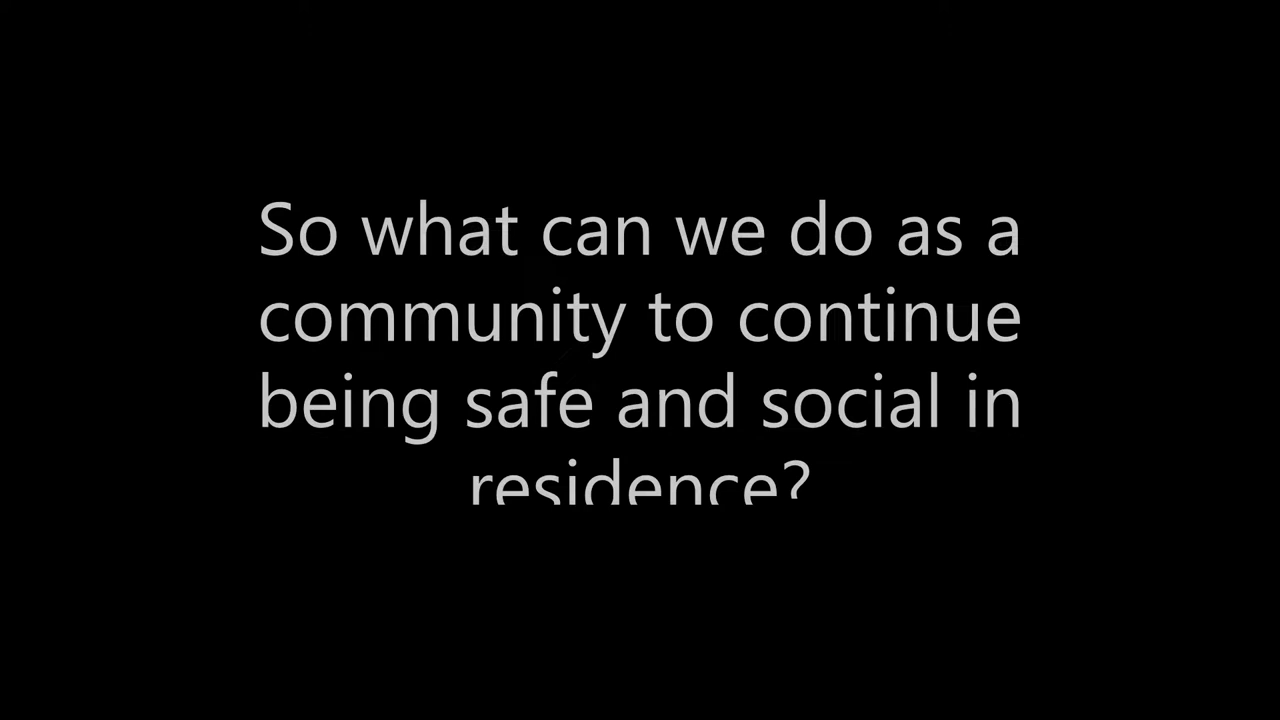 So what can we do as a
community to continue
being safe and social in
residence?